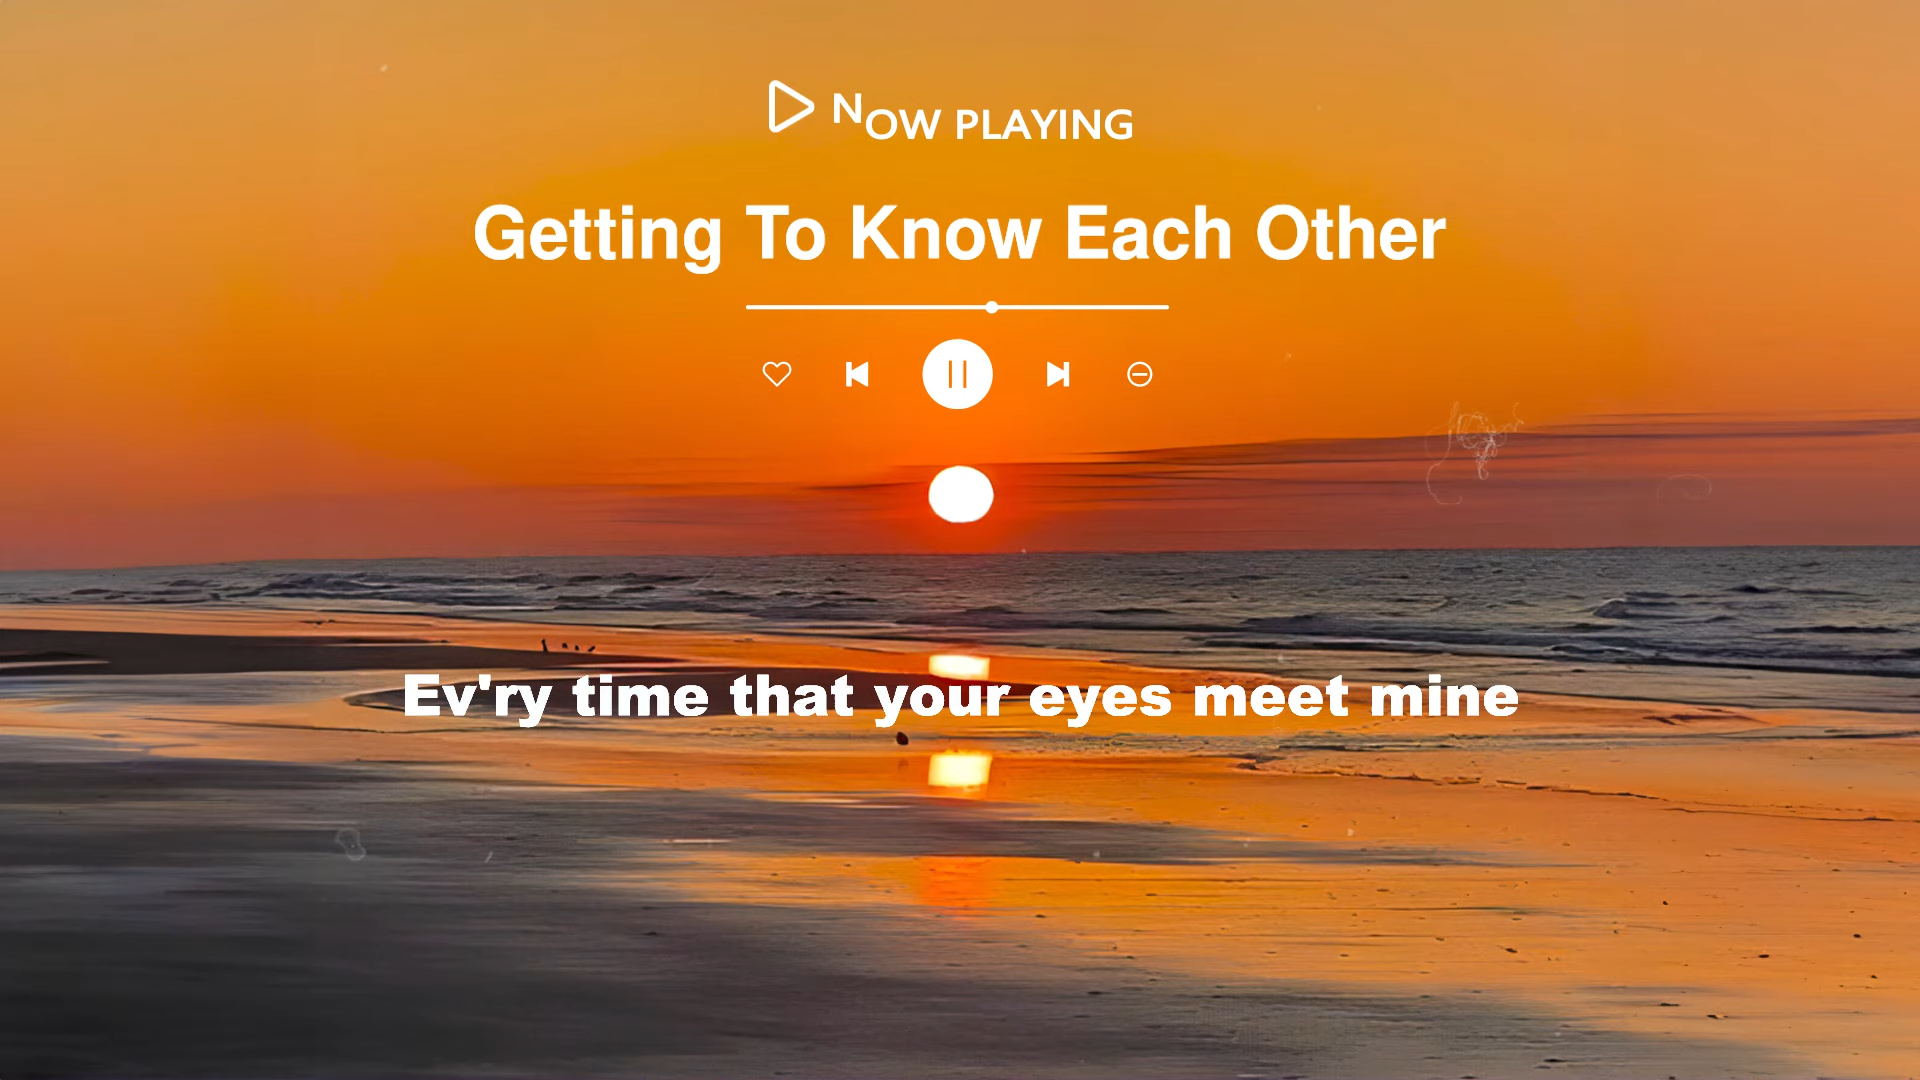 NOW PLAYING
Getting To Know Each Other
Ev'ry time that your eyes meet mine